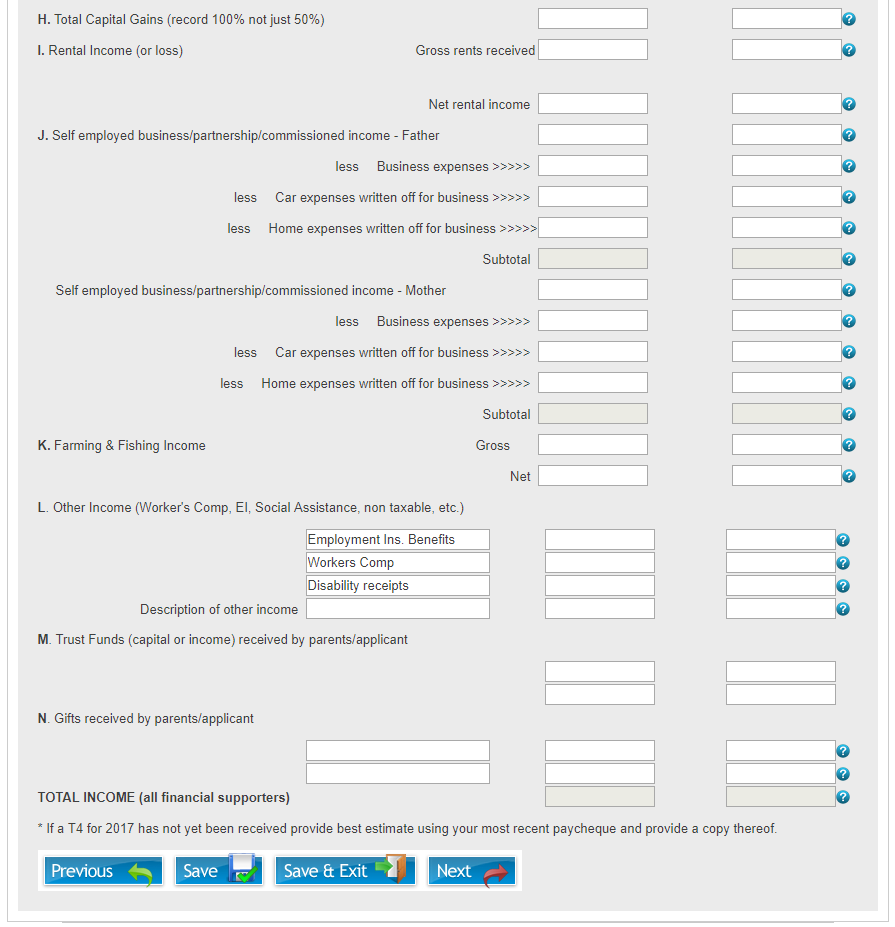 H. Total Capital Gains (record 100% not just 50%)
I. Rental Income (or loss) Gross rents received
Net rental income
J. Self employed business/partnership/commissioned income - Father
less Business expenses >>>>>
less Car expenses written off for business >>>>>
less Home expenses written off for business >>>>>
Subtotal
Self employed business/partnership/commissioned income - Mother
less Business expenses >>>>>
less Car expenses written off for business >>>>>
less Home expenses written off for business >>>>>
Subtotal
K. Farming & Fishing Income Gross
Net
L. Other Income (Worker's Comp, EI, Social Assistance, non taxable, etc.)
Employment Ins. Benefits
Workers Comp
Disability receipts
Description of other income
M. Trust Funds (capital or income) received by parents/applicant
N. Gifts received by parents/applicant
TOTAL INCOME (all financial supporters)
* If a T4 for 2017 has not yet been received provide best estimate using your most recent paycheque and provide a copy thereof.
Previous Save Save & Exit Next